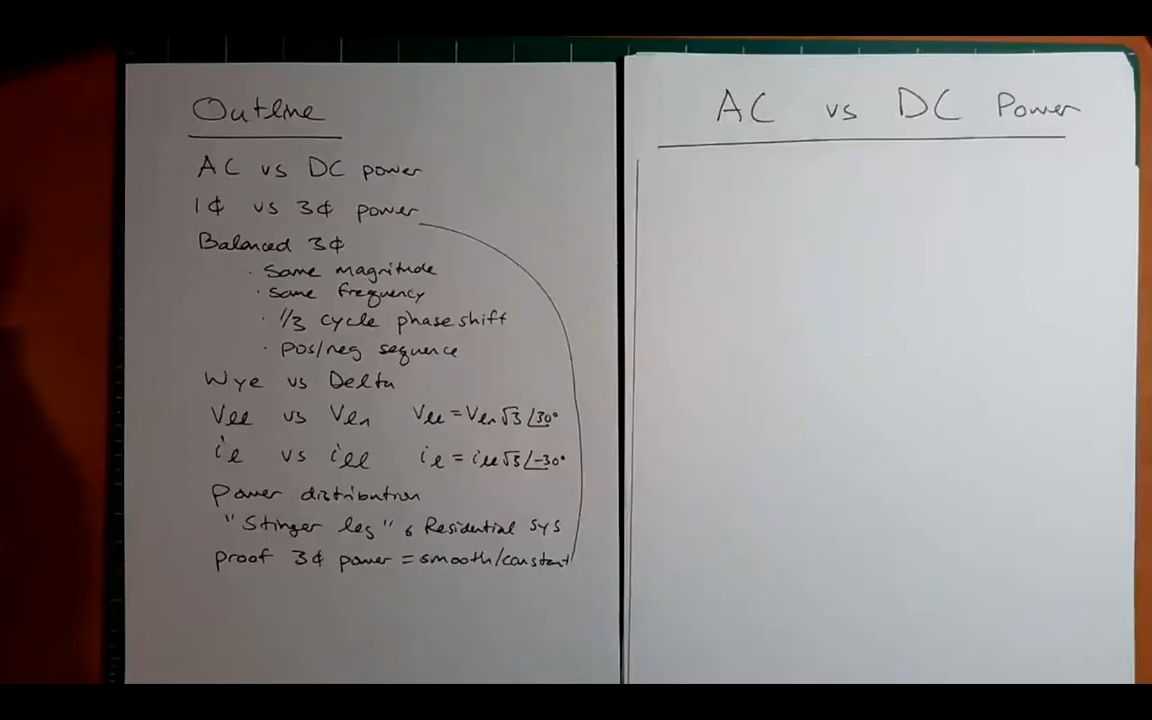 Outline
AC vs DC power
1ϕ vs 3ϕ power
Balanced 3ϕ
· Same magnitude
· Same frequency
· 1/3 cycle phase shift
· pos/neg sequence
Wye vs Delta
Vll vs Vln Vll = Vln √3 ∠30°
il vs ill il = ill √3 ∠-30°
power distribution
"Stinger leg" & Residential sys
proof 3ϕ power = smooth/constant
AC vs DC Power